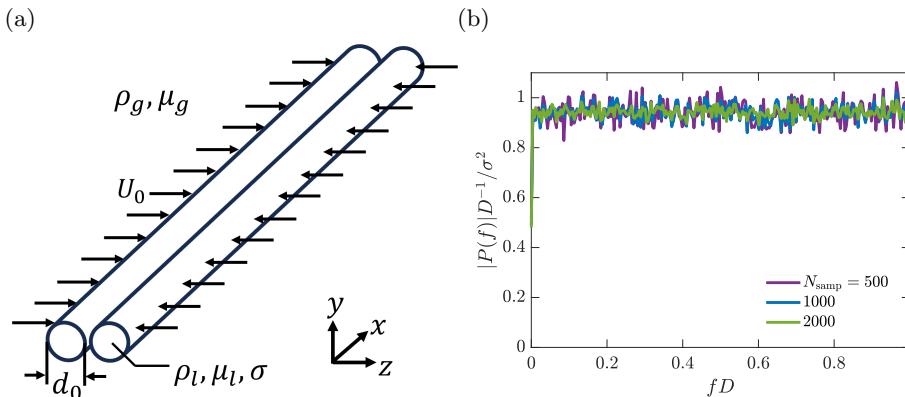 (a)
ρ_g, μ_g
U_0
d_0
ρ_l, μ_l, σ
y
x
z
(b)
|P(f)|D^{-1}/σ^2
1
0.8
0.6
0.4
0.2
0
N_samp = 500
1000
2000
0 0.2 0.4 0.6 0.8
fD